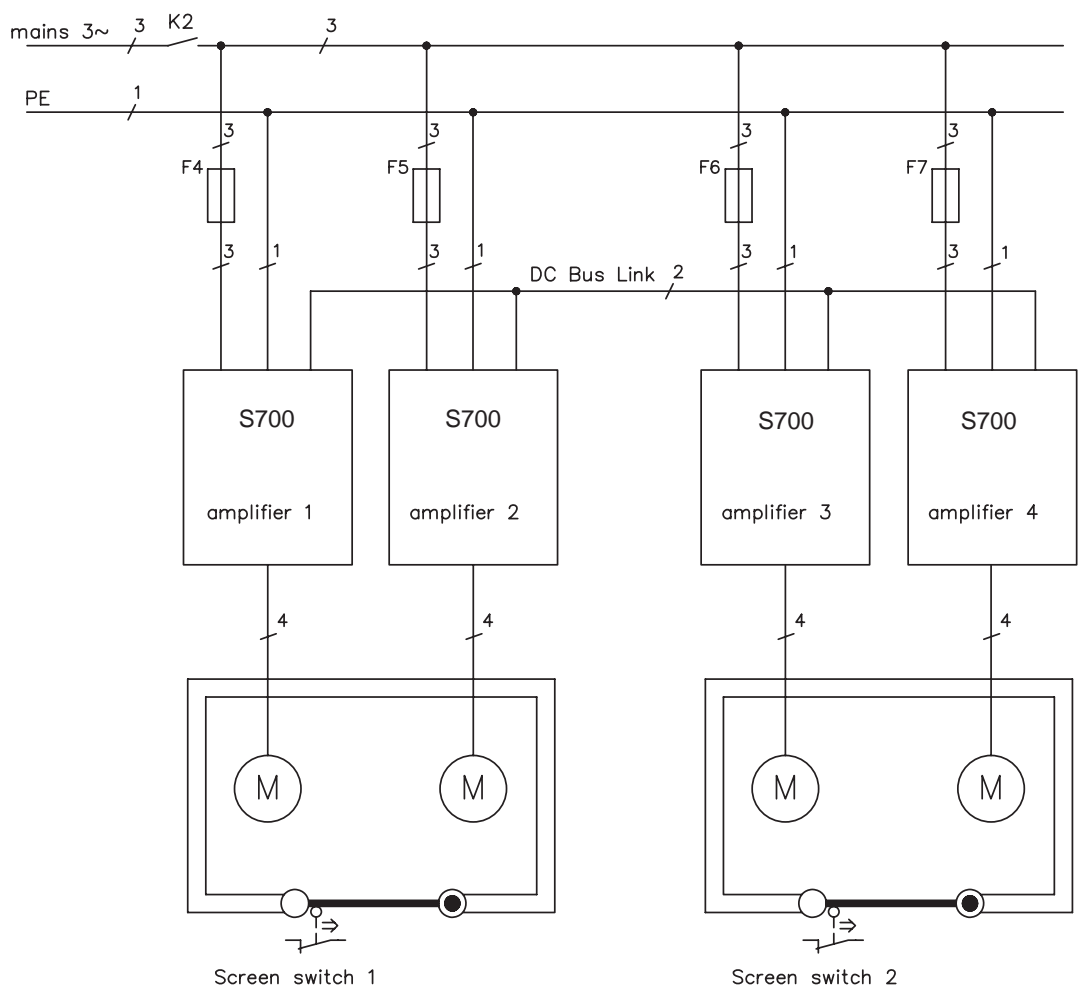 mains 3~ 3 K2 3
PE 1
3 3 3 3
F4 F5 F6 F7
3 1 3 1 3 1 3 1
DC Bus Link 2
S700 S700 S700 S700
amplifier 1 amplifier 2 amplifier 3 amplifier 4
4 4 4 4
M M M M
Screen switch 1 Screen switch 2